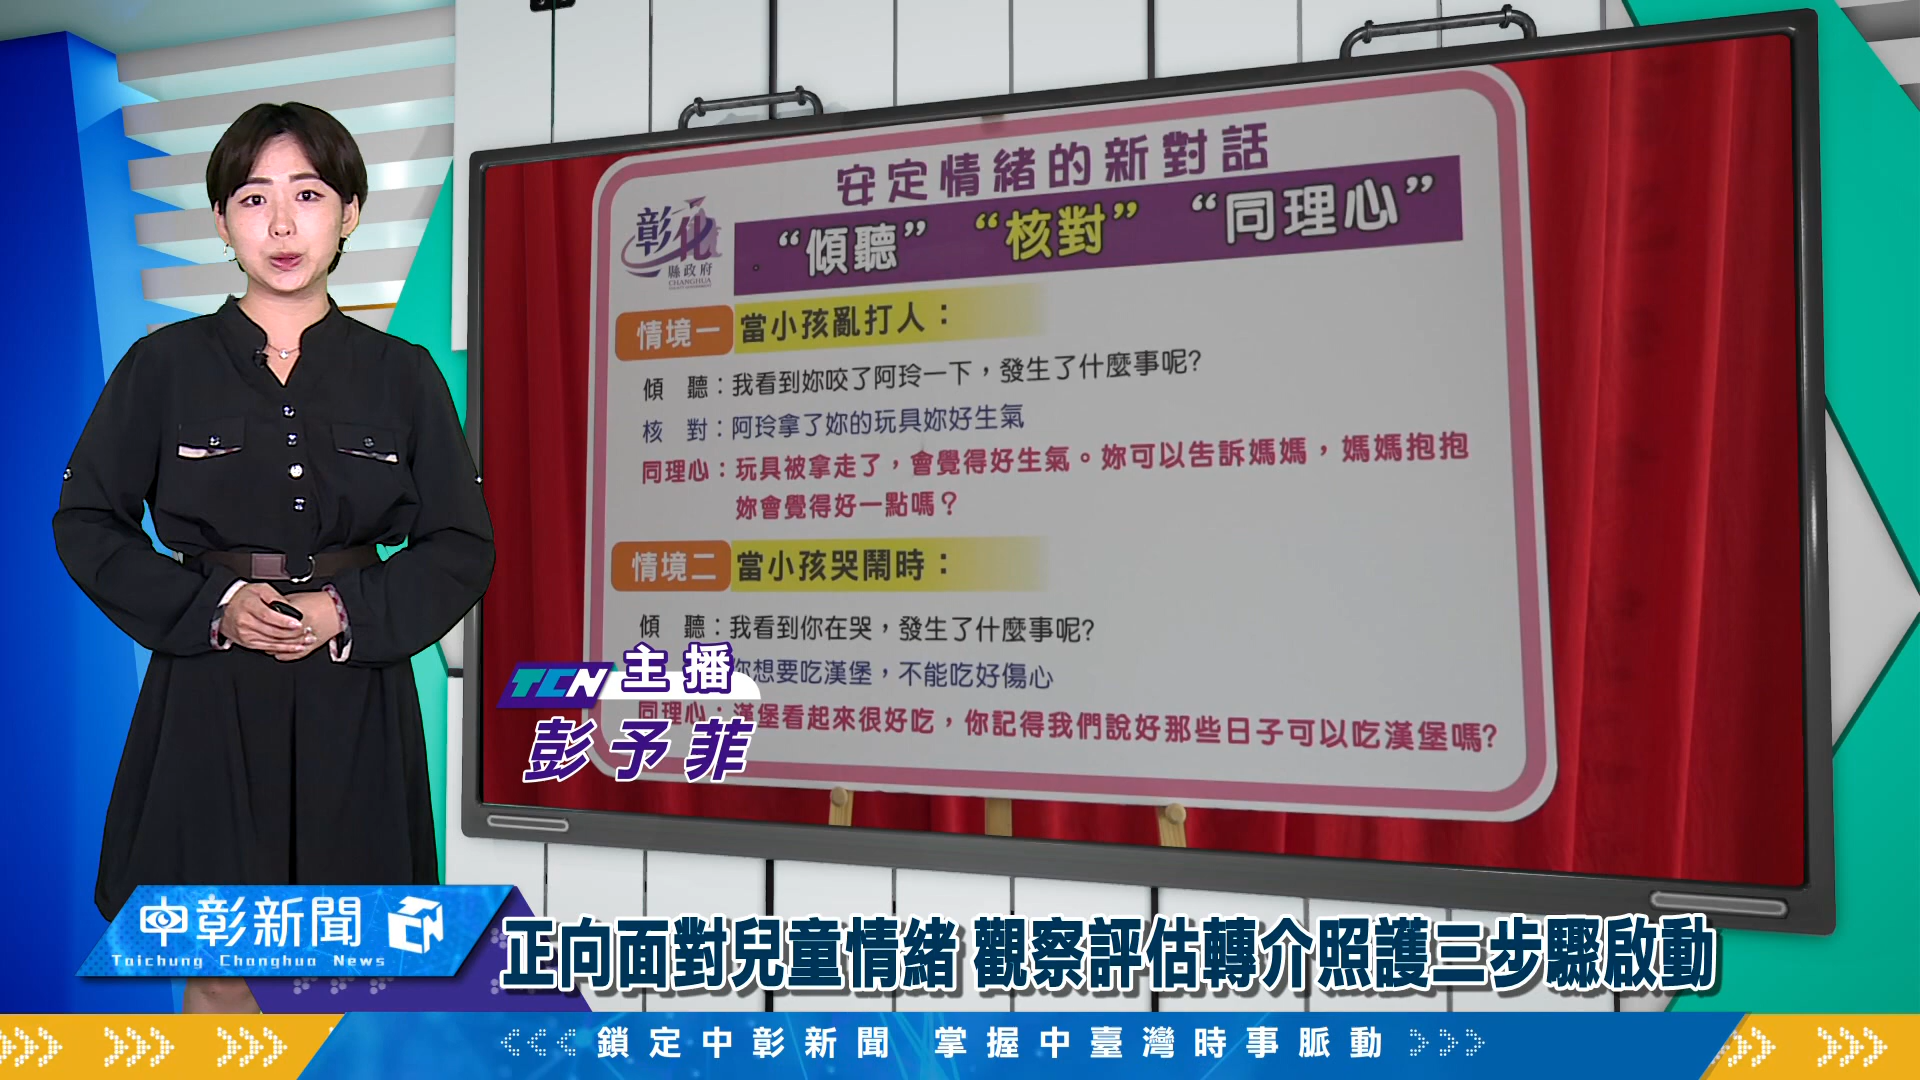 安定情緒的新對話
“傾聽” “核對” “同理心”
彰化
縣政府
CHANGHUA
情境一 當小孩亂打人：
傾 聽：我看到妳咬了阿玲一下，發生了什麼事呢?
核 對：阿玲拿了妳的玩具妳好生氣
同理心：玩具被拿走了，會覺得好生氣。妳可以告訴媽媽，媽媽抱抱
妳會覺得好一點嗎？
情境二 當小孩哭鬧時：
傾 聽：我看到你在哭，發生了什麼事呢?
你想要吃漢堡，不能吃好傷心
同理心：漢堡看起來很好吃，你記得我們說好那些日子可以吃漢堡嗎?
TCN 主播
彭予菲
中彰新聞
Taichung Changhua News
正向面對兒童情緒 觀察評估轉介照護三步驟啟動
鎖定中彰新聞 掌握中臺灣時事脈動